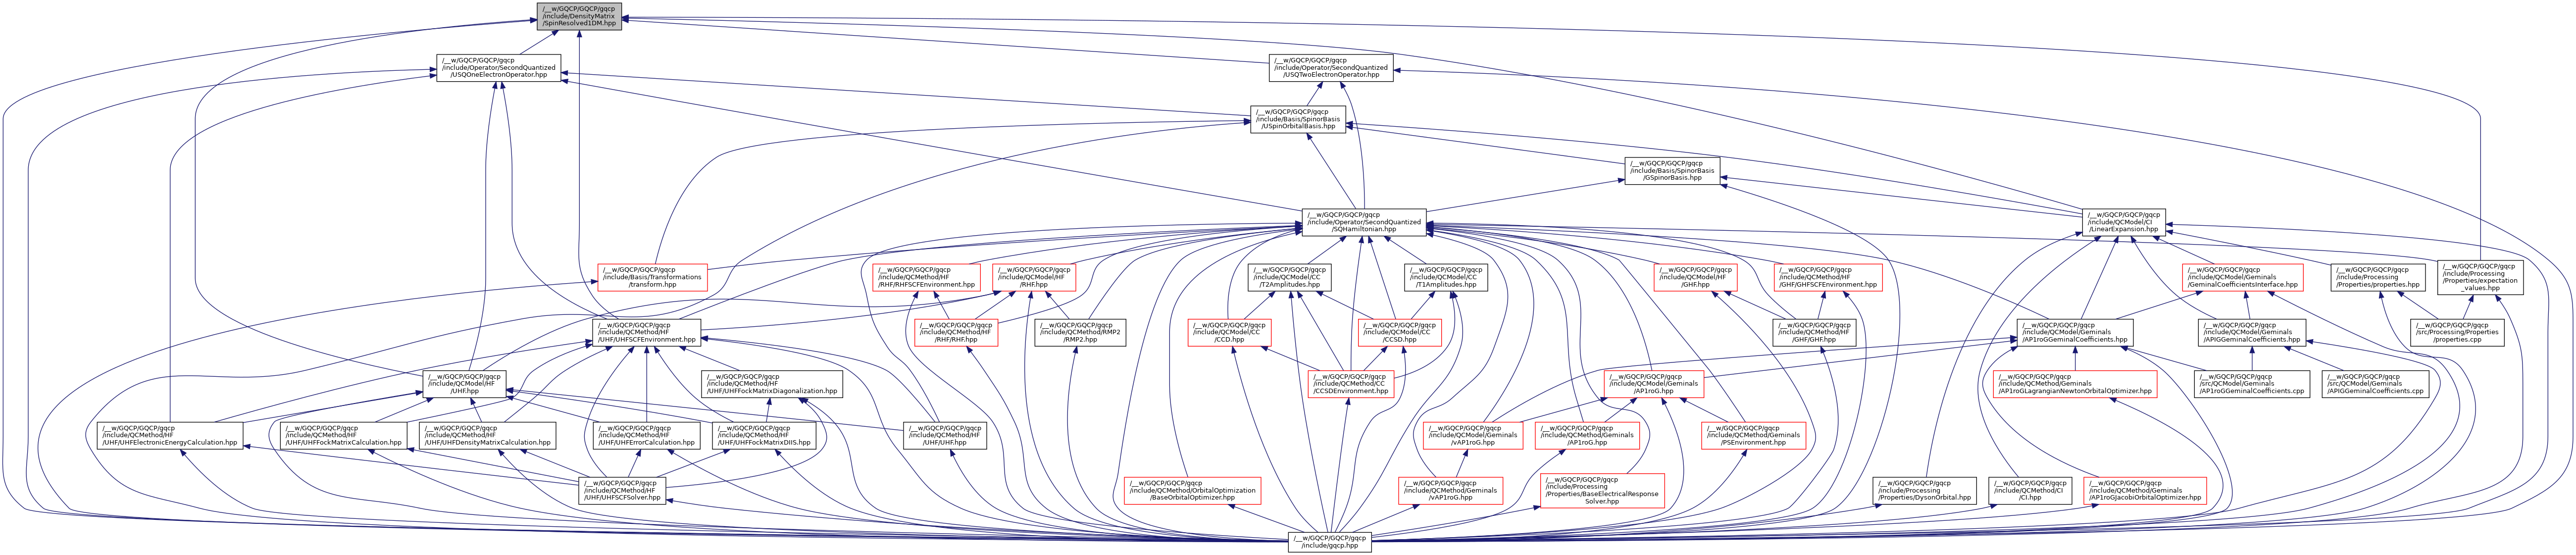 /__w/GQCP/GQCP/gqcp
/include/DensityMatrix
/SpinResolved1DM.hpp
/__w/GQCP/GQCP/gqcp
/include/Operator/SecondQuantized
/USQOneElectronOperator.hpp
/__w/GQCP/GQCP/gqcp
/include/Operator/SecondQuantized
/USQTwoElectronOperator.hpp
/__w/GQCP/GQCP/gqcp
/include/Basis/SpinorBasis
/USpinOrbitalBasis.hpp
/__w/GQCP/GQCP/gqcp
/include/Basis/SpinorBasis
/GSpinorBasis.hpp
/__w/GQCP/GQCP/gqcp
/include/Operator/SecondQuantized
/SQHamiltonian.hpp
/__w/GQCP/GQCP/gqcp
/include/QCModel/CI
/LinearExpansion.hpp
/__w/GQCP/GQCP/gqcp
/include/Basis/Transformations
/transform.hpp
/__w/GQCP/GQCP/gqcp
/include/QCMethod/HF
/RHF/RHFSCFEnvironment.hpp
/__w/GQCP/GQCP/gqcp
/include/QCModel/HF
/RHF.hpp
/__w/GQCP/GQCP/gqcp
/include/QCModel/CC
/T2Amplitudes.hpp
/__w/GQCP/GQCP/gqcp
/include/QCModel/CC
/T1Amplitudes.hpp
/__w/GQCP/GQCP/gqcp
/include/QCModel/HF
/GHF.hpp
/__w/GQCP/GQCP/gqcp
/include/QCMethod/HF
/GHF/GHFSCFEnvironment.hpp
/__w/GQCP/GQCP/gqcp
/include/QCModel/Geminals
/GeminalCoefficientsInterface.hpp
/__w/GQCP/GQCP/gqcp
/include/Processing
/Properties/properties.hpp
/__w/GQCP/GQCP/gqcp
/include/Processing
/Properties/expectation
_values.hpp
/__w/GQCP/GQCP/gqcp
/include/QCMethod/HF
/UHF/UHFSCFEnvironment.hpp
/__w/GQCP/GQCP/gqcp
/include/QCMethod/HF
/RHF/RHF.hpp
/__w/GQCP/GQCP/gqcp
/include/QCMethod/RMP2
/RMP2.hpp
/__w/GQCP/GQCP/gqcp
/include/QCModel/CC
/CCD.hpp
/__w/GQCP/GQCP/gqcp
/include/QCModel/CC
/CCSD.hpp
/__w/GQCP/GQCP/gqcp
/include/QCMethod/HF
/GHF/GHF.hpp
/__w/GQCP/GQCP/gqcp
/include/QCModel/Geminals
/AP1roGGeminalCoefficients.hpp
/__w/GQCP/GQCP/gqcp
/include/QCModel/Geminals
/APIGGeminalCoefficients.hpp
/__w/GQCP/GQCP/gqcp
/src/Processing/Properties
/properties.cpp
/__w/GQCP/GQCP/gqcp
/include/QCModel/HF
/UHF.hpp
/__w/GQCP/GQCP/gqcp
/include/QCMethod/HF
/UHF/UHFFockMatrixDiagonalization.hpp
/__w/GQCP/GQCP/gqcp
/include/QCMethod/CC
/CCSDEnvironment.hpp
/__w/GQCP/GQCP/gqcp
/include/QCModel/Geminals
/AP1roG.hpp
/__w/GQCP/GQCP/gqcp
/include/QCMethod/Geminals
/AP1roGLagrangianNewtonOrbitalOptimizer.hpp
/__w/GQCP/GQCP/gqcp
/src/QCModel/Geminals
/AP1roGGeminalCoefficients.cpp
/__w/GQCP/GQCP/gqcp
/src/QCModel/Geminals
/APIGGeminalCoefficients.cpp
/__w/GQCP/GQCP/gqcp
/include/QCMethod/HF
/UHF/UHFElectronicEnergyCalculation.hpp
/__w/GQCP/GQCP/gqcp
/include/QCMethod/HF
/UHF/UHFFockMatrixCalculation.hpp
/__w/GQCP/GQCP/gqcp
/include/QCMethod/HF
/UHF/UHFDensityMatrixCalculation.hpp
/__w/GQCP/GQCP/gqcp
/include/QCMethod/HF
/UHF/UHFErrorCalculation.hpp
/__w/GQCP/GQCP/gqcp
/include/QCMethod/HF
/UHF/UHFFockMatrixDIIS.hpp
/__w/GQCP/GQCP/gqcp
/include/QCMethod/HF
/UHF/UHF.hpp
/__w/GQCP/GQCP/gqcp
/include/QCModel/Geminals
/vAP1roG.hpp
/__w/GQCP/GQCP/gqcp
/include/QCMethod/Geminals
/AP1roG.hpp
/__w/GQCP/GQCP/gqcp
/include/QCMethod/Geminals
/PSEnvironment.hpp
/__w/GQCP/GQCP/gqcp
/include/QCMethod/HF
/UHF/UHFSCFSolver.hpp
/__w/GQCP/GQCP/gqcp
/include/QCMethod/OrbitalOptimization
/BaseOrbitalOptimizer.hpp
/__w/GQCP/GQCP/gqcp
/include/QCMethod/Geminals
/vAP1roG.hpp
/__w/GQCP/GQCP/gqcp
/include/Processing
/Properties/BaseElectricalResponse
Solver.hpp
/__w/GQCP/GQCP/gqcp
/include/Processing
/Properties/DysonOrbital.hpp
/__w/GQCP/GQCP/gqcp
/include/QCMethod/CI
/CI.hpp
/__w/GQCP/GQCP/gqcp
/include/QCMethod/Geminals
/AP1roGJacobiOrbitalOptimizer.hpp
/__w/GQCP/GQCP/gqcp
/include/gqcp.hpp